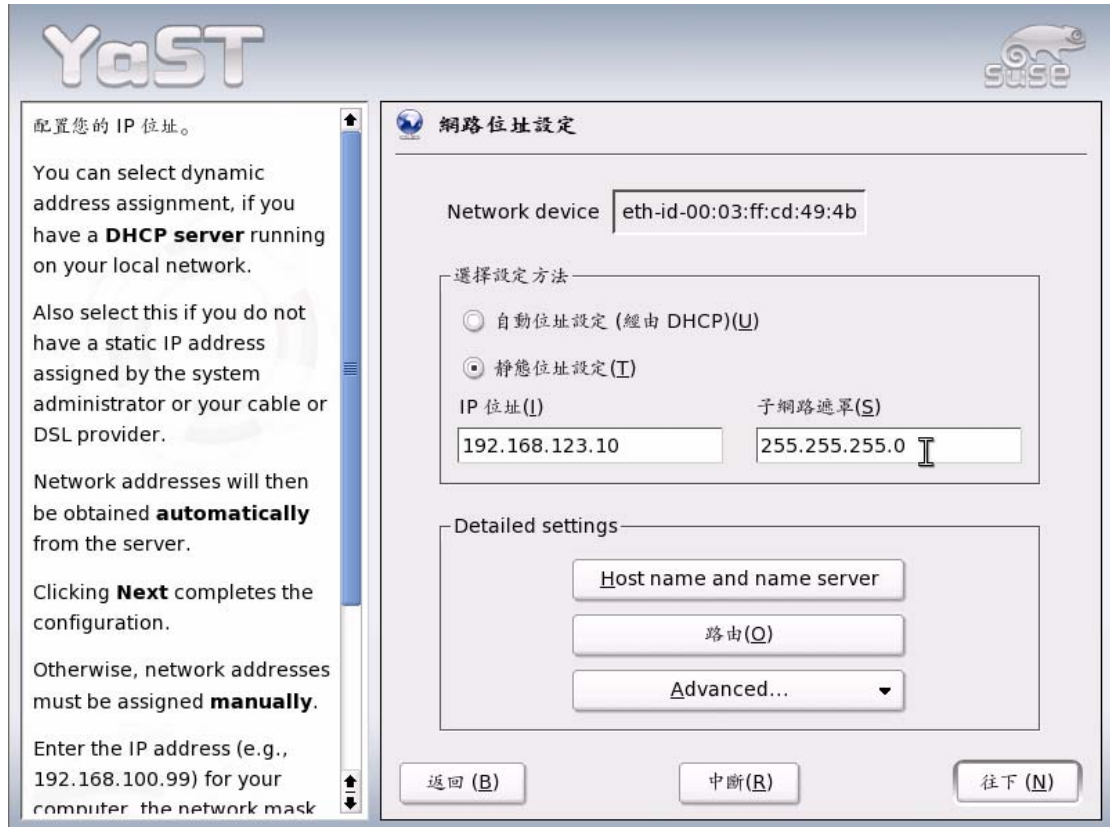 YaST
SUSE
配置您的 IP 位址。
You can select dynamic
address assignment, if you
have a DHCP server running
on your local network.
Also select this if you do not
have a static IP address
assigned by the system
administrator or your cable or
DSL provider.
Network addresses will then
be obtained automatically
from the server.
Clicking Next completes the
configuration.
Otherwise, network addresses
must be assigned manually.
Enter the IP address (e.g.,
192.168.100.99) for your
computer, the network mask
網路位址設定
Network device eth-id-00:03:ff:cd:49:4b
選擇設定方法
自動位址設定 (經由 DHCP)(U)
靜態位址設定(T)
IP 位址(I) 子網路遮罩(S)
192.168.123.10 255.255.255.0
Detailed settings
Host name and name server
路由(O)
Advanced...
返回 (B) 中斷(R) 往下 (N)